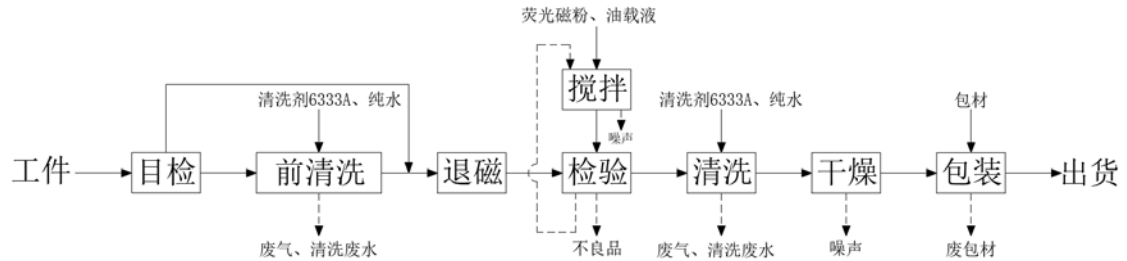 荧光磁粉、油载液
搅拌
清洗剂6333A、纯水
清洗剂6333A、纯水
包材
噪声
工件
目检
前清洗
退磁
检验
清洗
干燥
包装
出货
废气、清洗废水
不良品
废气、清洗废水
噪声
废包材